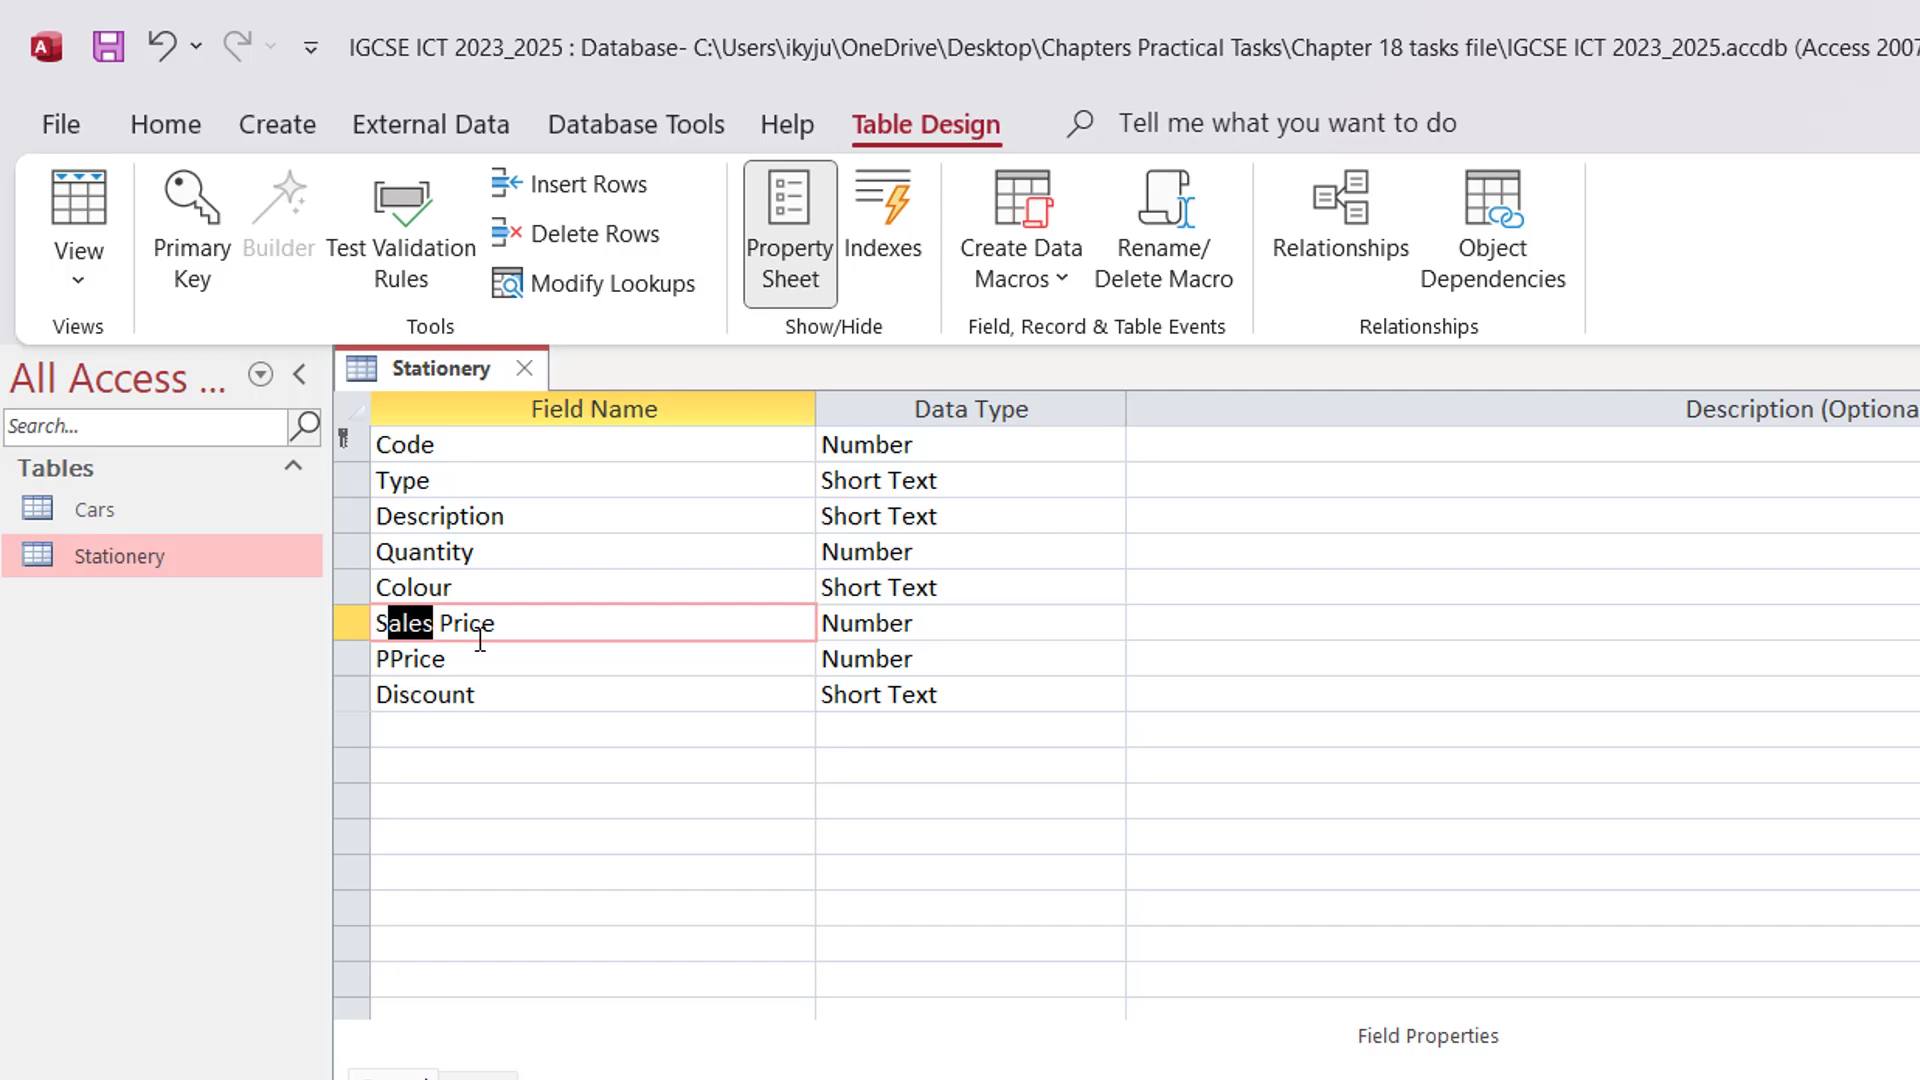 IGCSE ICT 2023_2025 : Database- C:\Users\ikyju\OneDrive\Desktop\Chapters Practical Tasks\Chapter 18 tasks file\IGCSE ICT 2023_2025.accdb (Access 2007
File Home Create External Data Database Tools Help Table Design Tell me what you want to do
View
Primary Key
Builder
Test Validation Rules
Insert Rows
Delete Rows
Modify Lookups
Property Sheet
Indexes
Create Data Macros
Rename/ Delete Macro
Relationships
Object Dependencies
Views Tools Show/Hide Field, Record & Table Events Relationships
All Access ...
Search...
Tables
Cars
Stationery
Stationery
Field Name Data Type Description (Optiona
Code Number
Type Short Text
Description Short Text
Quantity Number
Colour Short Text
Sales Price Number
PPrice Number
Discount Short Text
Field Properties